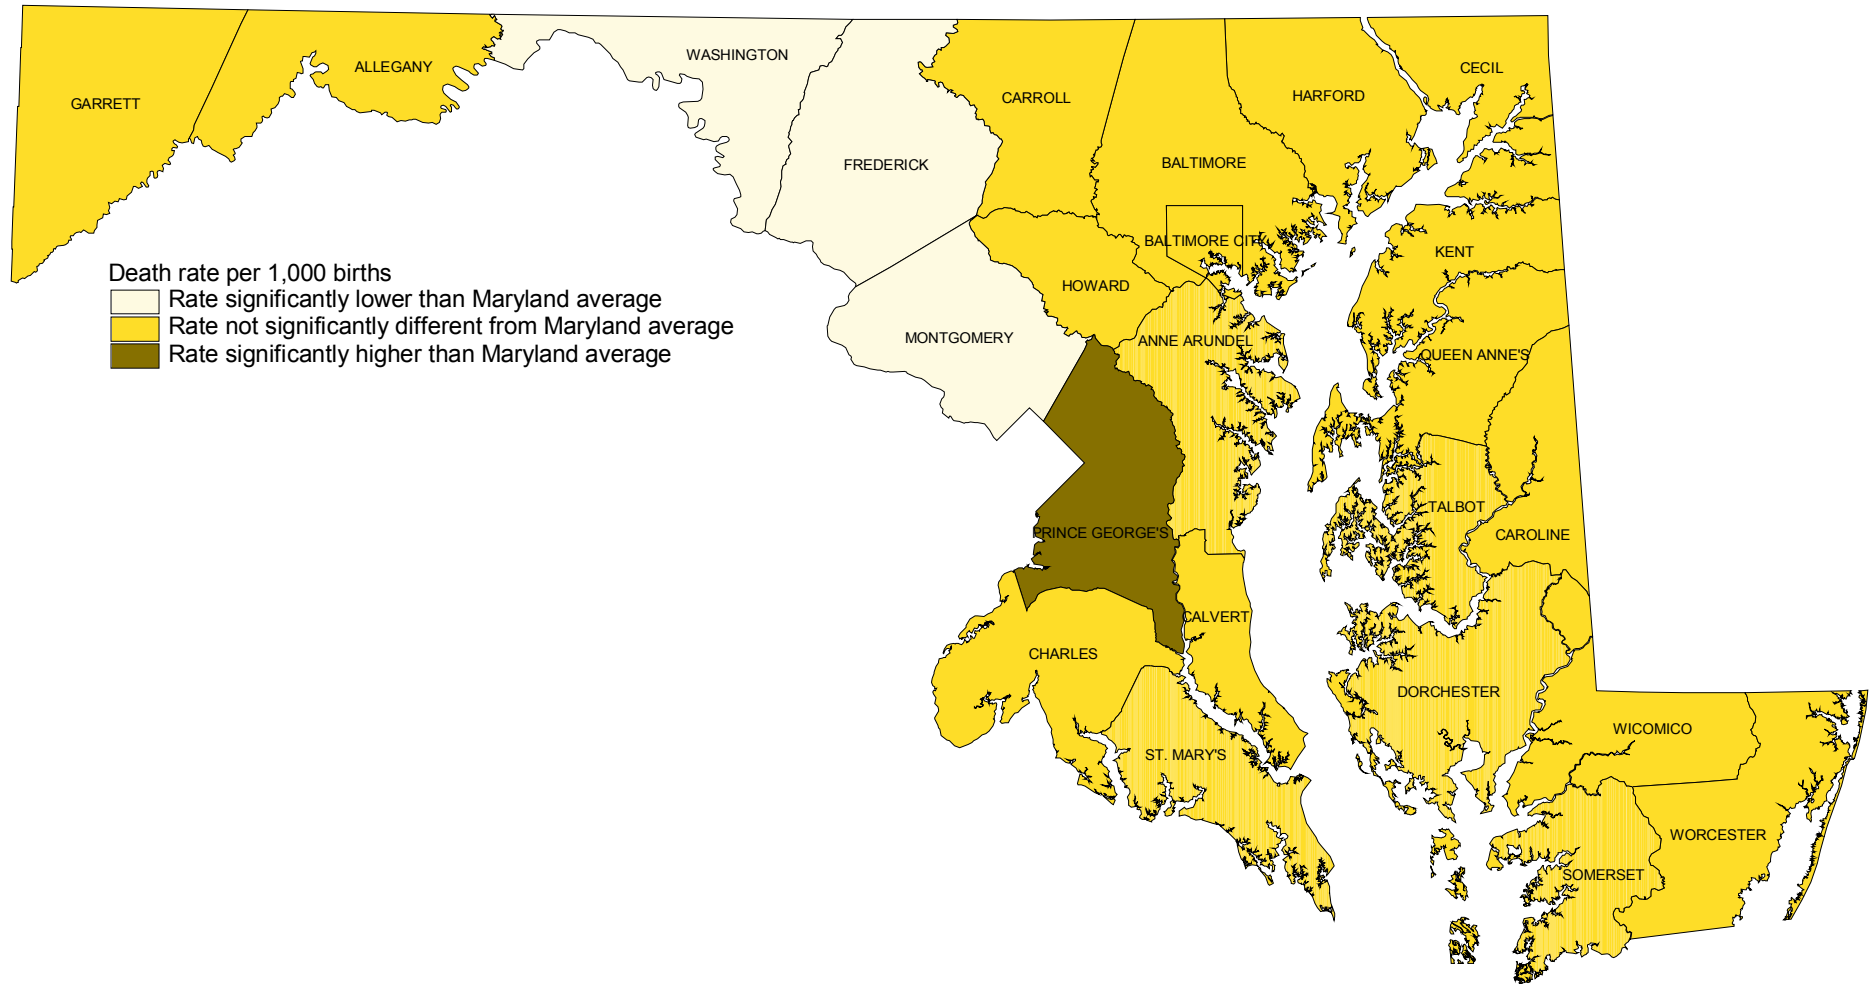 WASHINGTON
ALLEGANY
CECIL
GARRETT
CARROLL
HARFORD
FREDERICK
BALTIMORE
BALTIMORE CITY
KENT
Death rate per 1,000 births
Rate significantly lower than Maryland average
Rate not significantly different from Maryland average
Rate significantly higher than Maryland average
HOWARD
MONTGOMERY
ANNE ARUNDEL
QUEEN ANNE'S
TALBOT
PRINCE GEORGE'S
CAROLINE
CALVERT
CHARLES
DORCHESTER
WICOMICO
ST. MARY'S
WORCESTER
SOMERSET